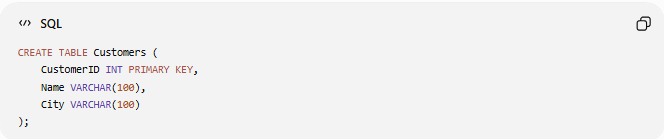 </> SQL
CREATE TABLE Customers (
    CustomerID INT PRIMARY KEY,
    Name VARCHAR(100),
    City VARCHAR(100)
);